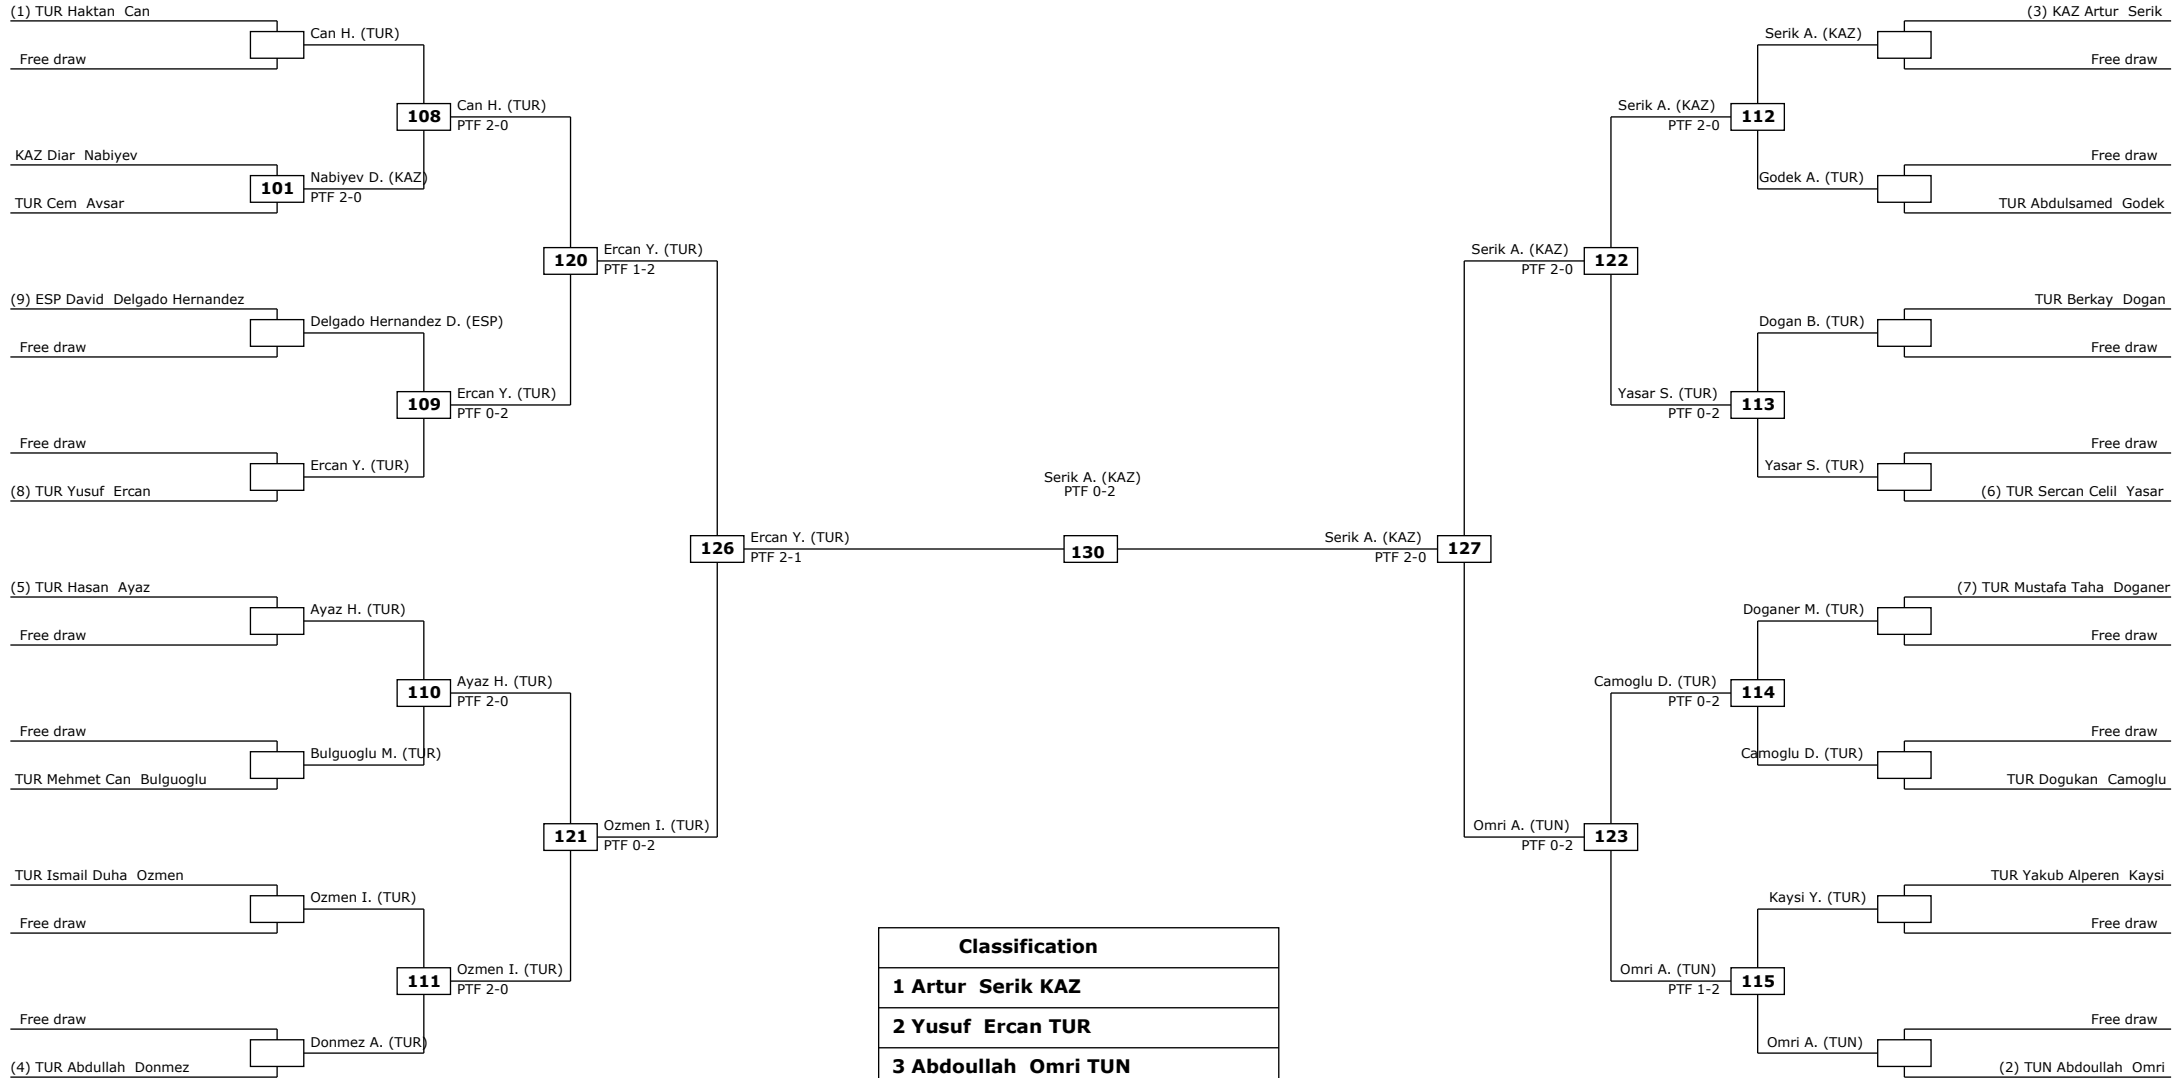 (1) TUR Haktan  Can
Can H. (TUR)
Free draw
108
Can H. (TUR)
PTF 2-0
KAZ Diar  Nabiyev
101
Nabiyev D. (KAZ)
PTF 2-0
TUR Cem  Avsar
120
Ercan Y. (TUR)
PTF 1-2
(9) ESP David  Delgado Hernandez
Delgado Hernandez D. (ESP)
Free draw
109
Ercan Y. (TUR)
PTF 0-2
Free draw
Ercan Y. (TUR)
(8) TUR Yusuf  Ercan
126
Ercan Y. (TUR)
PTF 2-1
(5) TUR Hasan  Ayaz
Ayaz H. (TUR)
Free draw
110
Ayaz H. (TUR)
PTF 2-0
Free draw
Bulguoglu M. (TUR)
TUR Mehmet Can  Bulguoglu
121
Ozmen I. (TUR)
PTF 0-2
TUR Ismail Duha  Ozmen
Ozmen I. (TUR)
Free draw
111
Ozmen I. (TUR)
PTF 2-0
Free draw
Donmez A. (TUR)
(4) TUR Abdullah  Donmez
Serik A. (KAZ)
PTF 0-2
130
(3) KAZ Artur  Serik
Serik A. (KAZ)
Free draw
Serik A. (KAZ)
PTF 2-0
112
Free draw
Godek A. (TUR)
TUR Abdulsamed  Godek
Serik A. (KAZ)
PTF 2-0
122
TUR Berkay  Dogan
Dogan B. (TUR)
Free draw
Yasar S. (TUR)
PTF 0-2
113
Free draw
Yasar S. (TUR)
(6) TUR Sercan Celil  Yasar
Serik A. (KAZ)
PTF 2-0
127
(7) TUR Mustafa Taha  Doganer
Doganer M. (TUR)
Free draw
Camoglu D. (TUR)
PTF 0-2
114
Free draw
Camoglu D. (TUR)
TUR Dogukan  Camoglu
Omri A. (TUN)
PTF 0-2
123
TUR Yakub Alperen  Kaysi
Kaysi Y. (TUR)
Free draw
Omri A. (TUN)
PTF 1-2
115
Free draw
Omri A. (TUN)
(2) TUN Abdoullah  Omri
Classification
1 Artur  Serik KAZ
2 Yusuf  Ercan TUR
3 Abdoullah  Omri TUN